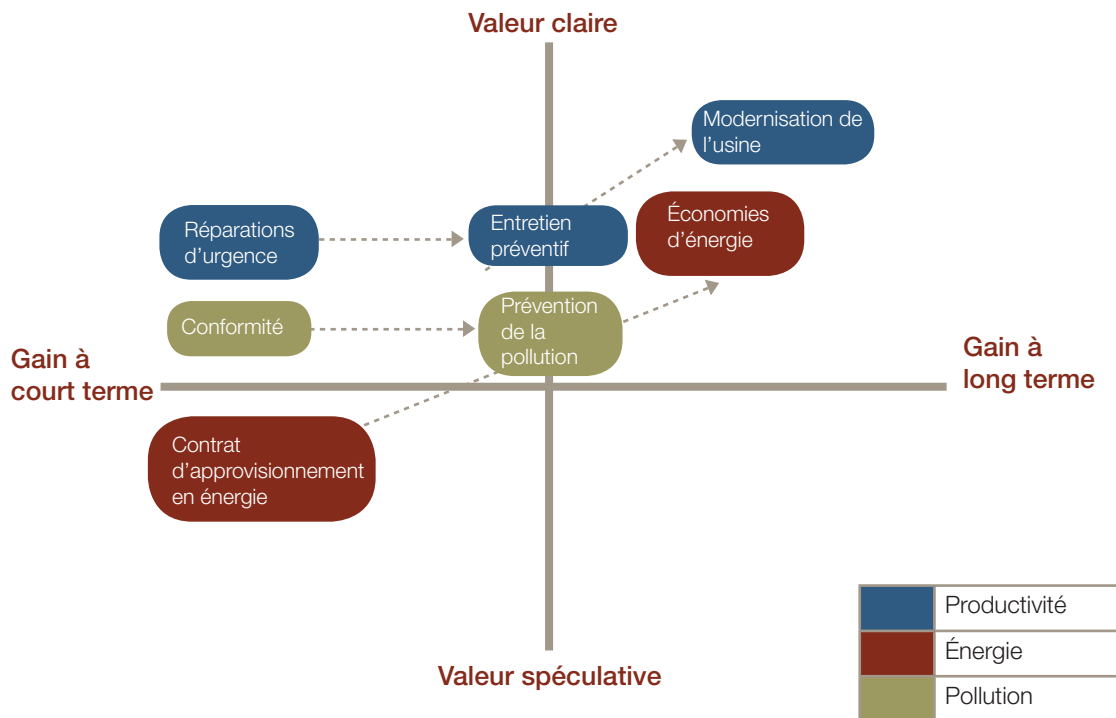 Valeur claire
Modernisation de
l'usine
Réparations
d'urgence
Entretien
préventif
Économies
d'énergie
Conformité
Prévention
de la
pollution
Gain à
court terme
Gain à
long terme
Contrat
d'approvisionnement
en énergie
Valeur spéculative
Productivité
Énergie
Pollution